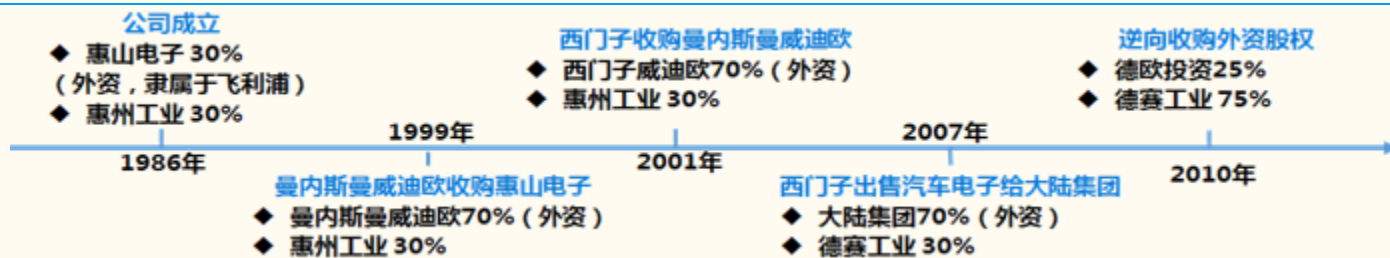 公司成立
◆ 惠山电子 30%
（外资，隶属于飞利浦）
◆ 惠州工业 30%
1986年
1999年
曼内斯曼威迪欧收购惠山电子
◆ 曼内斯曼威迪欧70%（外资）
◆ 惠州工业 30%
西门子收购曼内斯曼威迪欧
◆ 西门子威迪欧70%（外资）
◆ 惠州工业 30%
2001年
2007年
西门子出售汽车电子给大陆集团
◆ 大陆集团70%（外资）
◆ 德赛工业 30%
逆向收购外资股权
◆ 德欧投资25%
◆ 德赛工业 75%
2010年